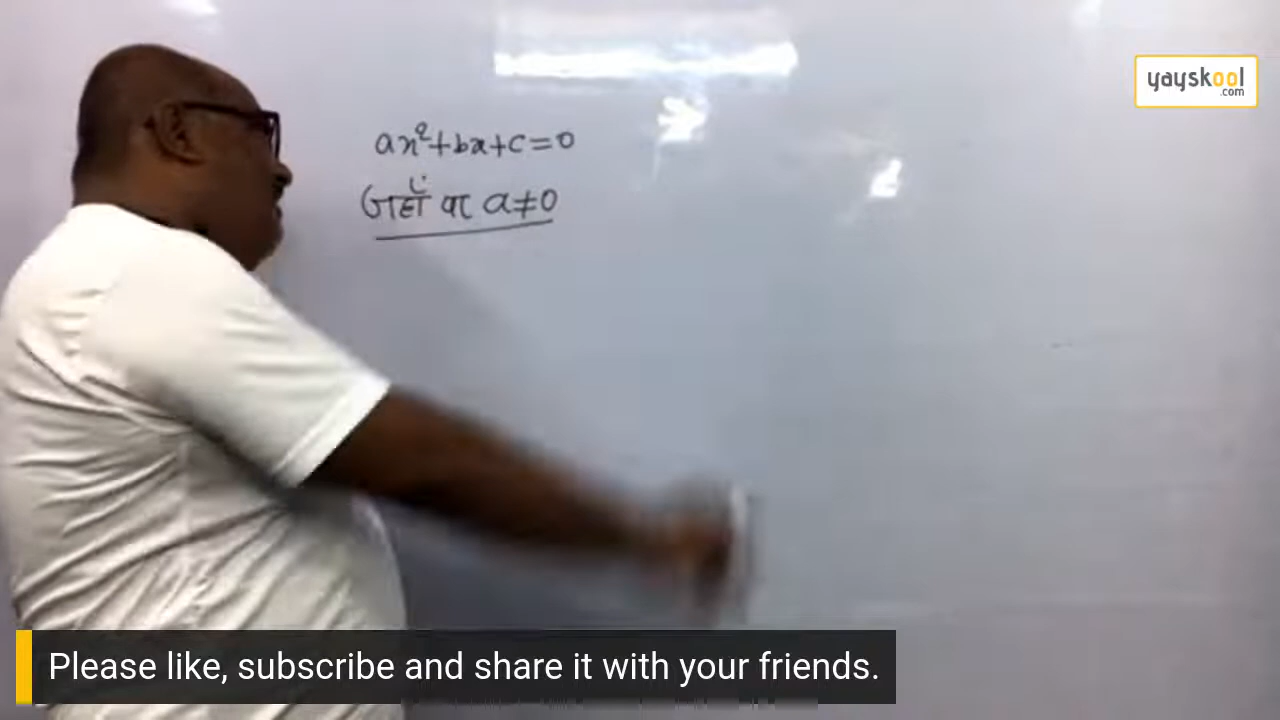 ax²+bx+c=0
जहाँ पर a≠0
yayskool
.com
Please like, subscribe and share it with your friends.